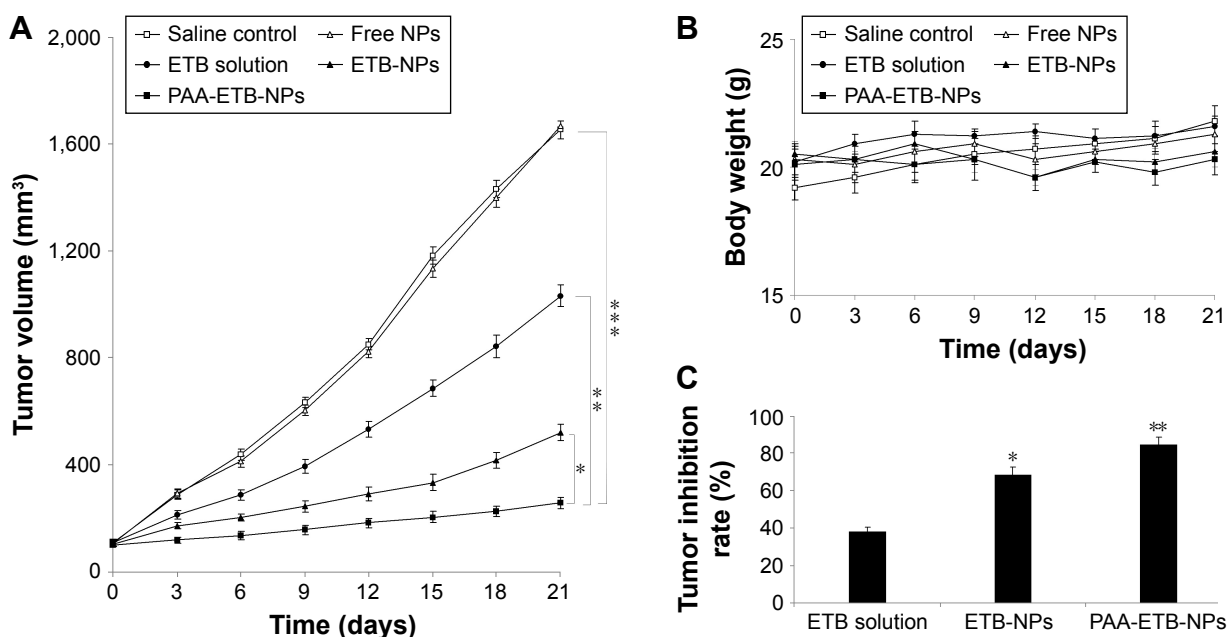 A
Saline control
Free NPs
ETB solution
ETB-NPs
PAA-ETB-NPs
Tumor volume (mm³)
2,000
1,600
1,200
800
400
0
0 3 6 9 12 15 18 21
Time (days)
***
**
*
B
Saline control
Free NPs
ETB solution
ETB-NPs
PAA-ETB-NPs
Body weight (g)
25
20
15
0 3 6 9 12 15 18 21
Time (days)
C
Tumor inhibition
rate (%)
100
80
60
40
20
0
*
**
ETB solution ETB-NPs PAA-ETB-NPs